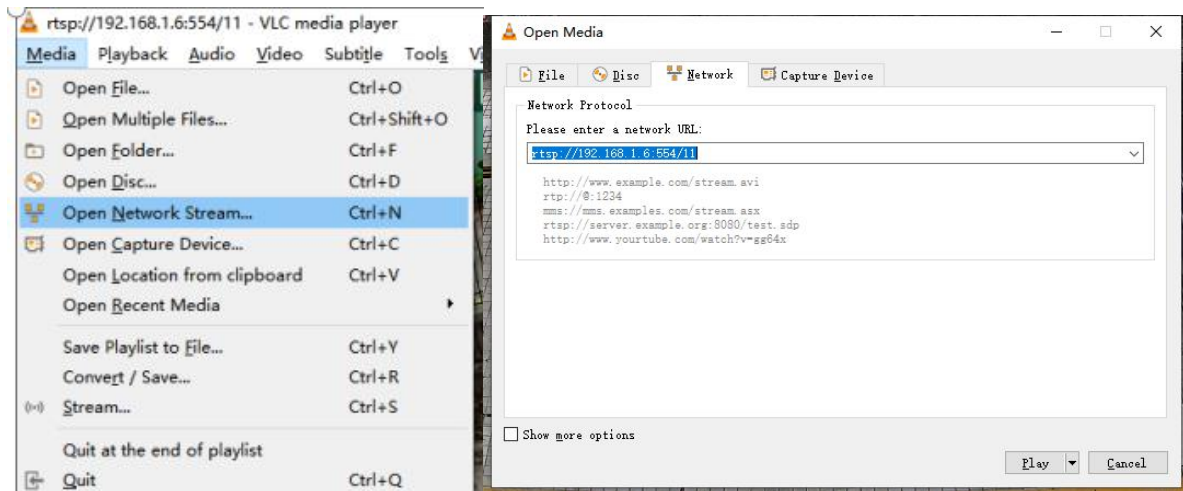 rtsp://192.168.1.6:554/11 - VLC media player
Media Playback Audio Video Subtitle Tools
Open File... Ctrl+O
Open Multiple Files... Ctrl+Shift+O
Open Folder... Ctrl+F
Open Disc... Ctrl+D
Open Network Stream... Ctrl+N
Open Capture Device... Ctrl+C
Open Location from clipboard Ctrl+V
Open Recent Media
Save Playlist to File... Ctrl+Y
Convert / Save... Ctrl+R
Stream... Ctrl+S
Quit at the end of playlist
Quit Ctrl+Q
Open Media
File Disc Network Capture Device
Network Protocol
Please enter a network URL:
rtsp://192.168.1.6:554/11
http://www.example.com/stream.avi
rtp://@:1234
mms://mms.examples.com/stream.asx
rtsp://server.example.org:8080/test.sdp
http://www.yourtube.com/watch?v=gg64x
Show more options
Play Cancel